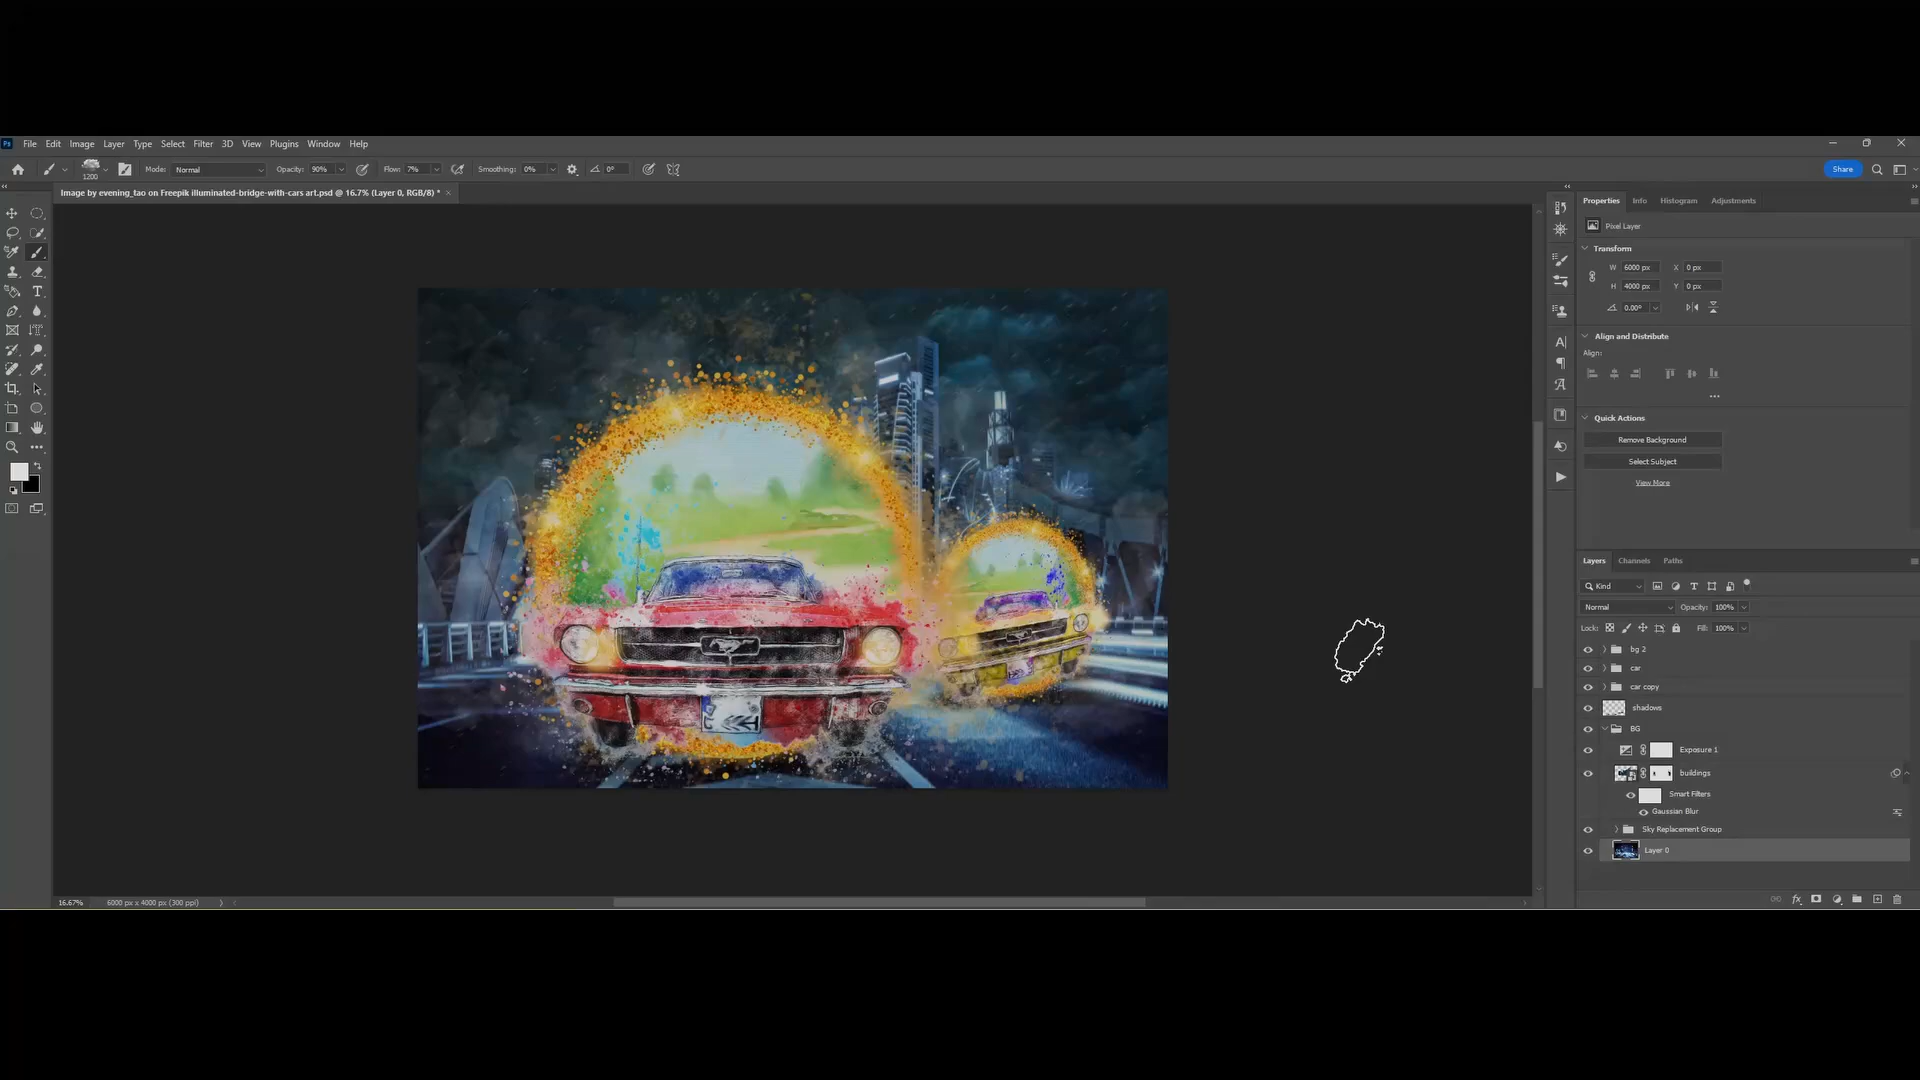 Ps File Edit Image Layer Type Select Filter 3D View Plugins Window Help
1200 Mode: Normal Opacity: 90% Flow: 7% Smoothing: 0% 0° Share
Image by evening_tao on Freepik illuminated-bridge-with-cars art.psd @ 16.7% (Layer 0, RGB/8) *
Properties Info Histogram Adjustments
Pixel Layer
Transform
W 6000 px X 0 px
H 4000 px Y 0 px
0.00°
Align and Distribute
Align:
Quick Actions
Remove Background
Select Subject
View More
Layers Channels Paths
Kind
Normal Opacity: 100%
Lock: Fill: 100%
bg 2
car
car copy
shadows
BG
Exposure 1
buildings
Smart Filters
Gaussian Blur
Sky Replacement Group
Layer 0
16.67% 6000 px x 4000 px (300 ppi)